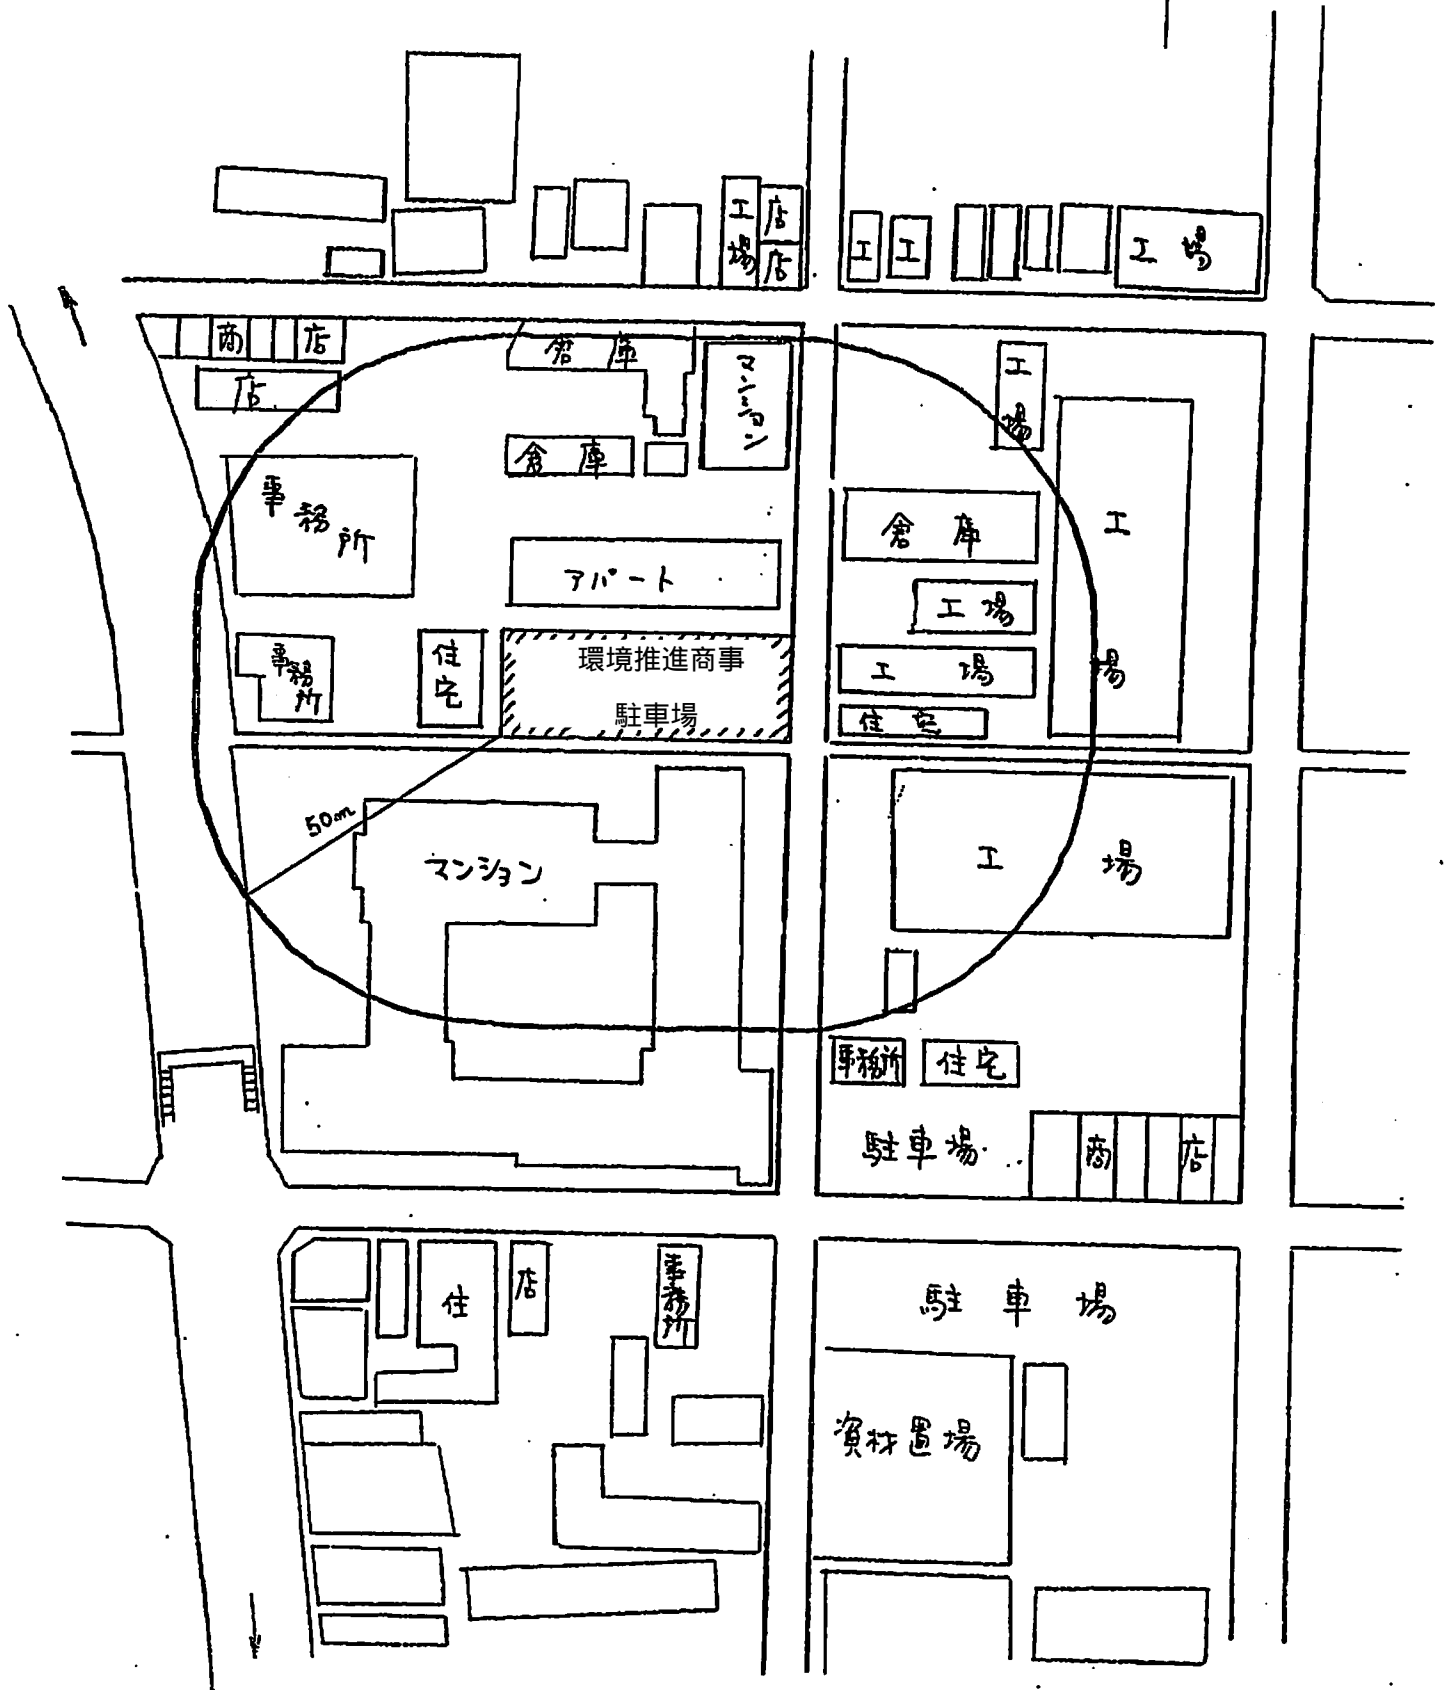 工場
店
店
工
工
工場
商店
店
倉庫
マンション
工場
倉庫
事務所
倉庫
工場
アパート
工場
事務所
住宅
環境推進商事
駐車場
工場
住宅
50m
マンション
工場
事務所
住宅
駐車場
商店
住
店
事務所
駐車場
資材置場